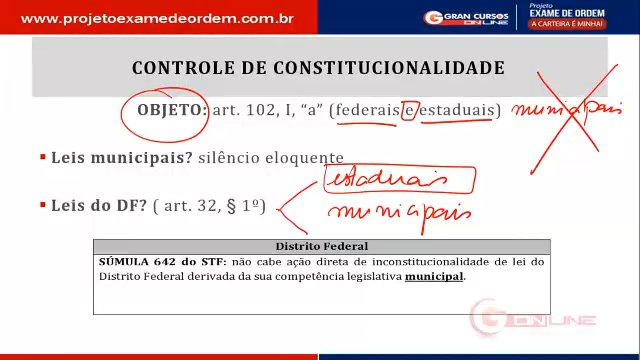 www.projetoexamedeordem.com.br
GRAN CURSOS
ONLINE
Projeto
EXAME DE ORDEM
A CARTEIRA É MINHA!
CONTROLE DE CONSTITUCIONALIDADE
OBJETO: art. 102, I, “a” (federais e estaduais) municipais
▪ Leis municipais? silêncio eloquente
estaduais
▪ Leis do DF? ( art. 32, § 1º)
municipais
Distrito Federal
SÚMULA 642 do STF: não cabe ação direta de inconstitucionalidade de lei do
Distrito Federal derivada da sua competência legislativa municipal.
ONLINE